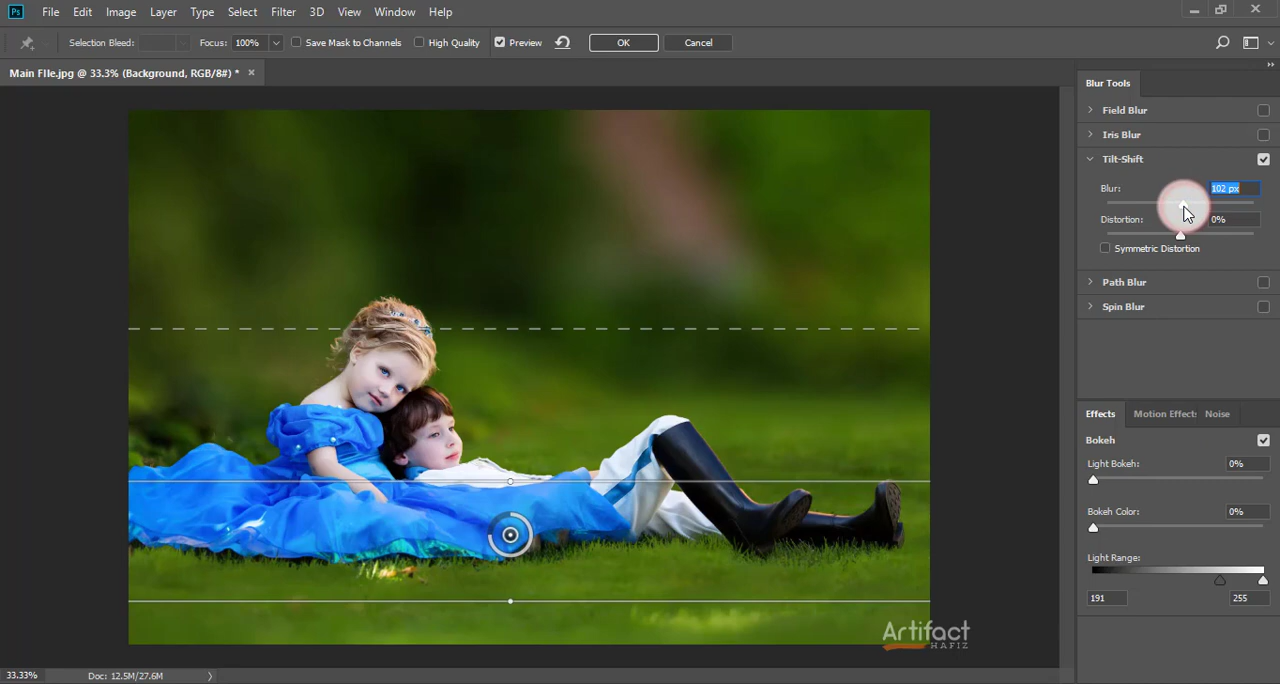 Ps File Edit Image Layer Type Select Filter 3D View Window Help
Selection Bleed: Focus: 100% Save Mask to Channels High Quality Preview OK Cancel
Main FIle.jpg @ 33.3% (Background, RGB/8#) * ×
Blur Tools
Field Blur
Iris Blur
Tilt-Shift
Blur: 102 px
Distortion: 0%
Symmetric Distortion
Path Blur
Spin Blur
Effects Motion Effects Noise
Bokeh
Light Bokeh: 0%
Bokeh Color: 0%
Light Range:
191 255
Artifact
HAFIZ
33.33% Doc: 12.5M/27.6M